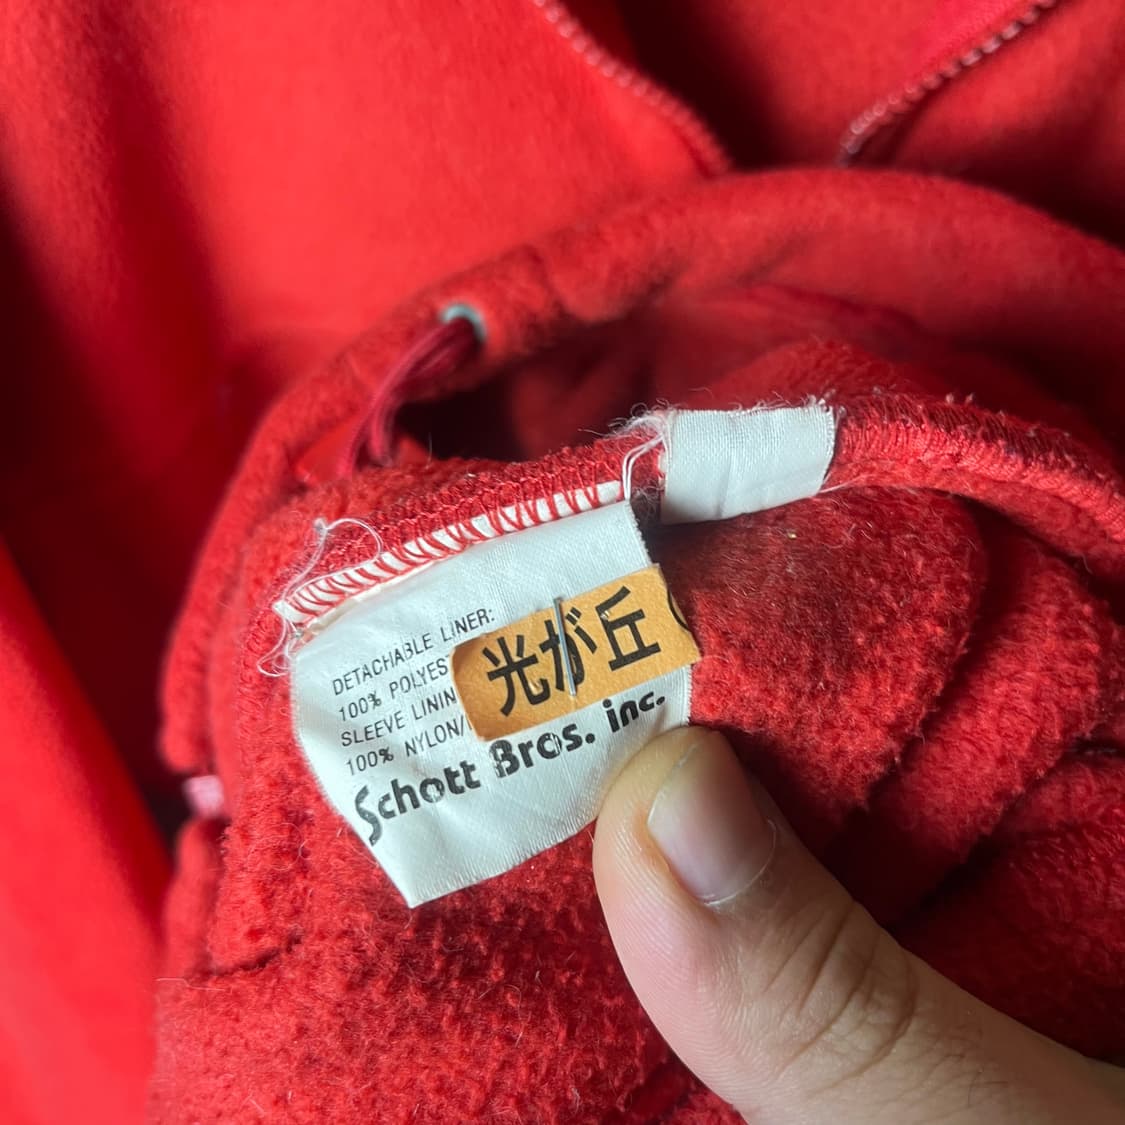 DETACHABLE LINER:
100% POLYES
SLEEVE LININ
100% NYLON/
光が丘
Schott Bros. inc.